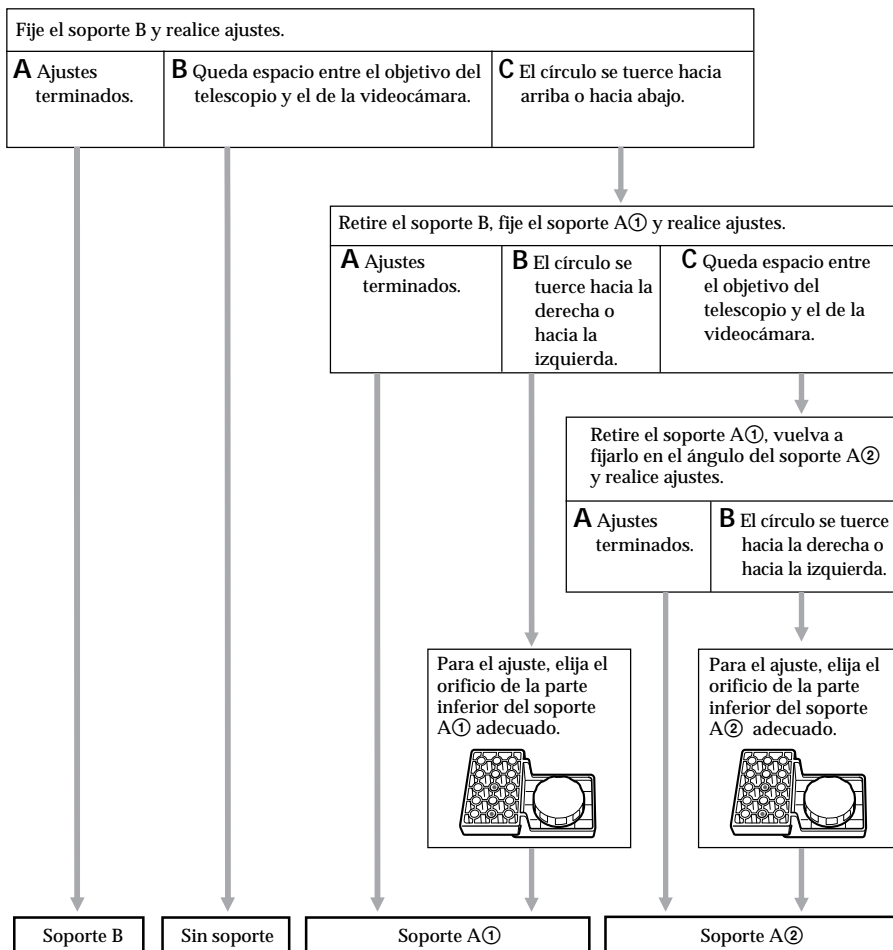 Fije el soporte B y realice ajustes.
A Ajustes
terminados.
B Queda espacio entre el objetivo del
telescopio y el de la videocámara.
C El círculo se tuerce hacia
arriba o hacia abajo.
Retire el soporte B, fije el soporte A① y realice ajustes.
A Ajustes
terminados.
B El círculo se
tuerce hacia la
derecha o
hacia la
izquierda.
C Queda espacio entre
el objetivo del
telescopio y el de la
videocámara.
Retire el soporte A①, vuelva a
fijarlo en el ángulo del soporte A②
y realice ajustes.
A Ajustes
terminados.
B El círculo se tuerce
hacia la derecha o
hacia la izquierda.
Para el ajuste, elija el
orificio de la parte
inferior del soporte
A① adecuado.
Para el ajuste, elija el
orificio de la parte
inferior del soporte
A② adecuado.
Soporte B
Sin soporte
Soporte A①
Soporte A②